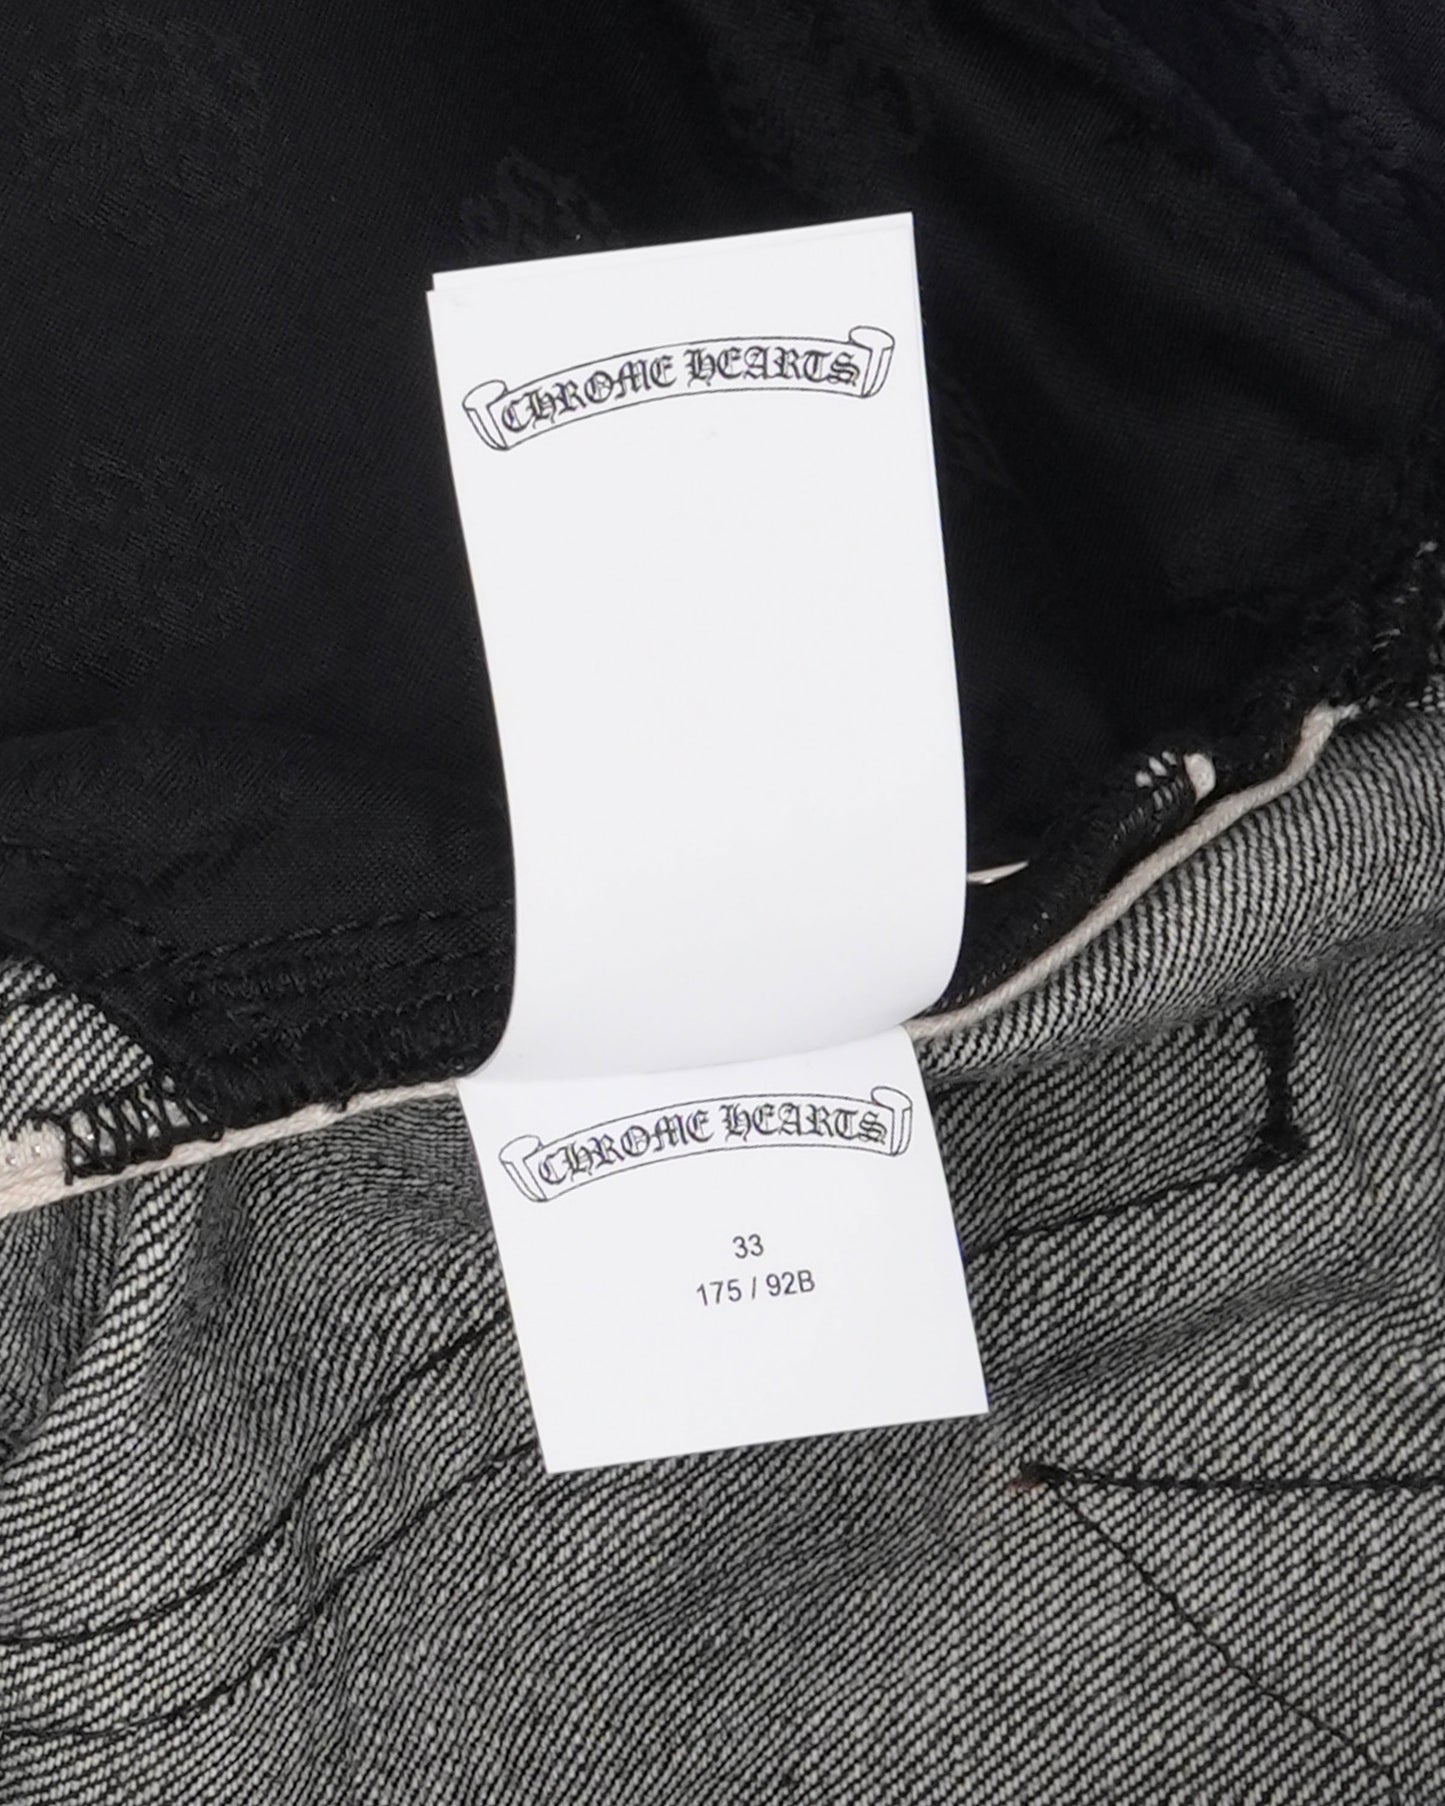 CHROME HEARTS
CHROME HEARTS
33
175 / 92B